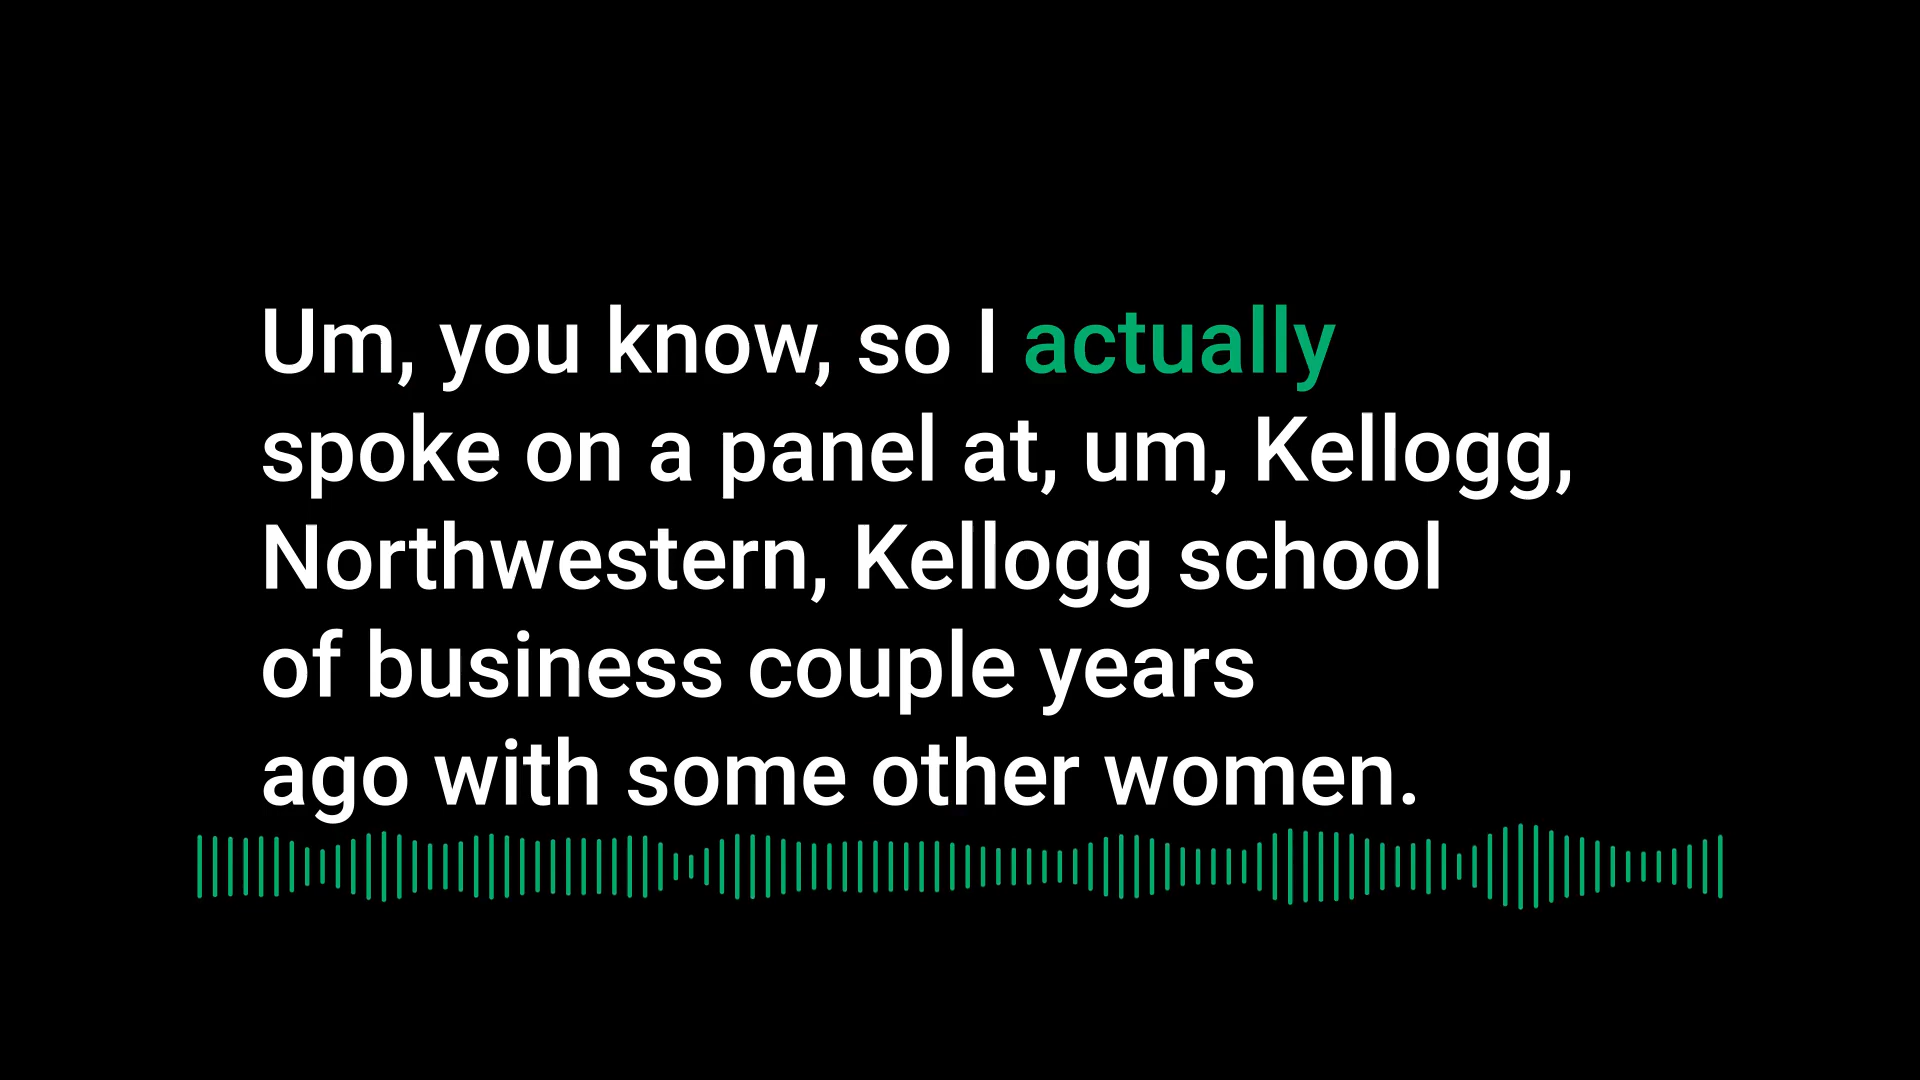 Um, you know, so I actually
spoke on a panel at, um, Kellogg,
Northwestern, Kellogg school
of business couple years
ago with some other women.